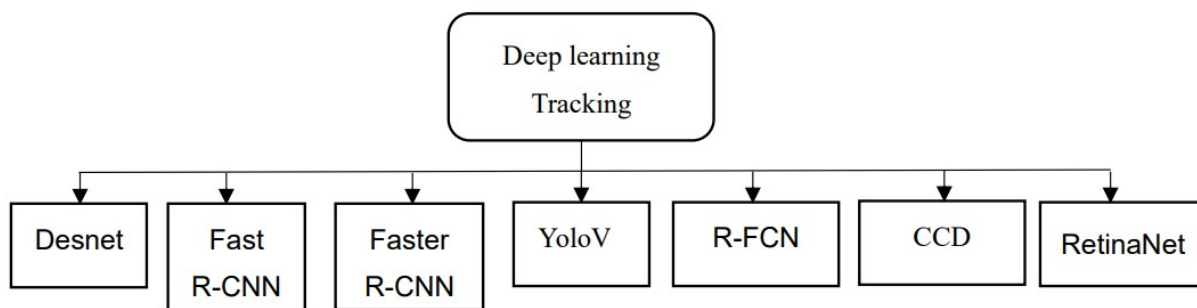 Deep learning
Tracking
Desnet
Fast
R-CNN
Faster
R-CNN
YoloV
R-FCN
CCD
RetinaNet